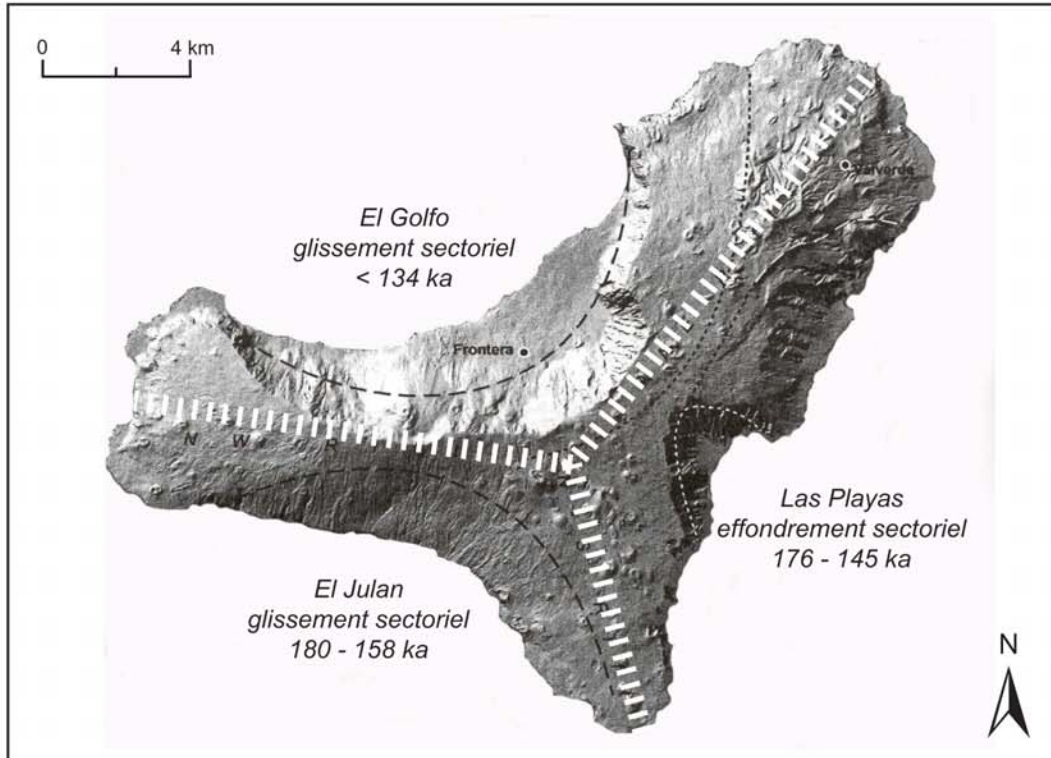 0 4 km
El Golfo
glissement sectoriel
< 134 ka
Valverde
Frontera
N W R
Las Playas
effondrement sectoriel
176 - 145 ka
El Julan
glissement sectoriel
180 - 158 ka
N